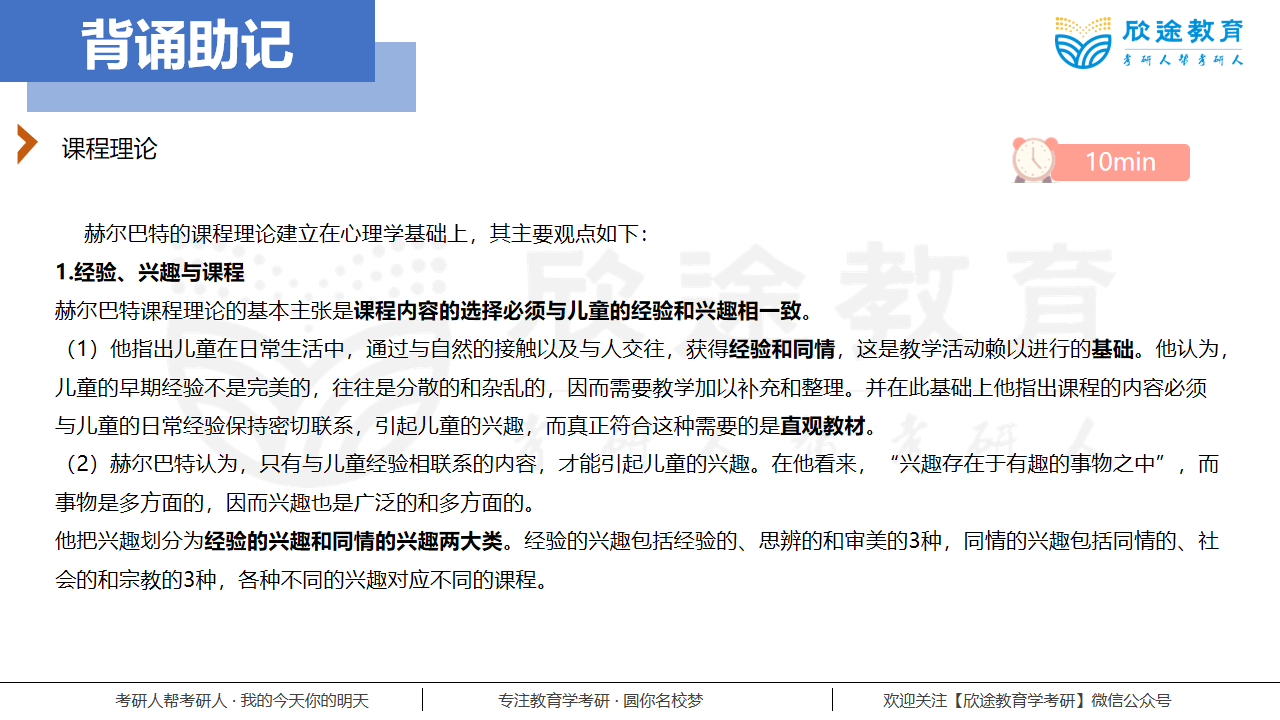 背诵助记
欣途教育
考研人帮考研人
课程理论
10min
赫尔巴特的课程理论建立在心理学基础上，其主要观点如下：
1.经验、兴趣与课程
赫尔巴特课程理论的基本主张是课程内容的选择必须与儿童的经验和兴趣相一致。
（1）他指出儿童在日常生活中，通过与自然的接触以及与人交往，获得经验和同情，这是教学活动赖以进行的基础。他认为，
儿童的早期经验不是完美的，往往是分散的和杂乱的，因而需要教学加以补充和整理。并在此基础上他指出课程的内容必须
与儿童的日常经验保持密切联系，引起儿童的兴趣，而真正符合这种需要的是直观教材。
（2）赫尔巴特认为，只有与儿童经验相联系的内容，才能引起儿童的兴趣。在他看来，“兴趣存在于有趣的事物之中”，而
事物是多方面的，因而兴趣也是广泛的和多方面的。
他把兴趣划分为经验的兴趣和同情的兴趣两大类。经验的兴趣包括经验的、思辨的和审美的3种，同情的兴趣包括同情的、社
会的和宗教的3种，各种不同的兴趣对应不同的课程。
欣途教育
考研人帮考研人
考研人帮考研人 · 我的今天你的明天
专注教育学考研 · 圆你名校梦
欢迎关注【欣途教育学考研】微信公众号